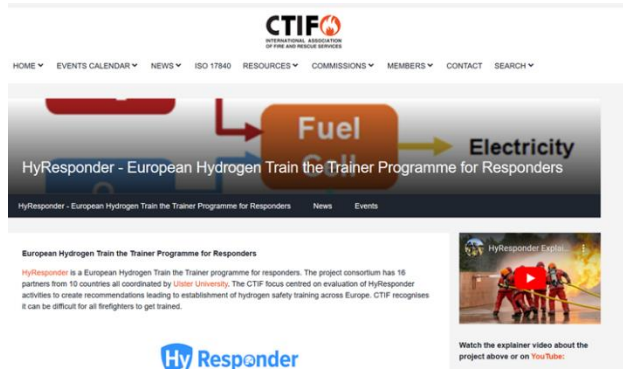 CTIF
INTERNATIONAL ASSOCIATION
OF FIRE AND RESCUE SERVICES
HOME EVENTS CALENDAR NEWS ISO 17840 RESOURCES COMMISSIONS MEMBERS CONTACT SEARCH
Fuel
Electricity
HyResponder - European Hydrogen Train the Trainer Programme for Responders
HyResponder - European Hydrogen Train the Trainer Programme for Responders News Events
European Hydrogen Train the Trainer Programme for Responders
HyResponder is a European Hydrogen Train the Trainer programme for responders. The project consortium has 16
partners from 10 countries all coordinated by Ulster University. The CTIF focus centred on evaluation of HyResponder
activities to create recommendations leading to establishment of hydrogen safety training across Europe. CTIF recognises
it can be difficult for all firefighters to get trained.
Hy Responder
HyResponder Explai...
Watch the explainer video about the
project above or on YouTube: